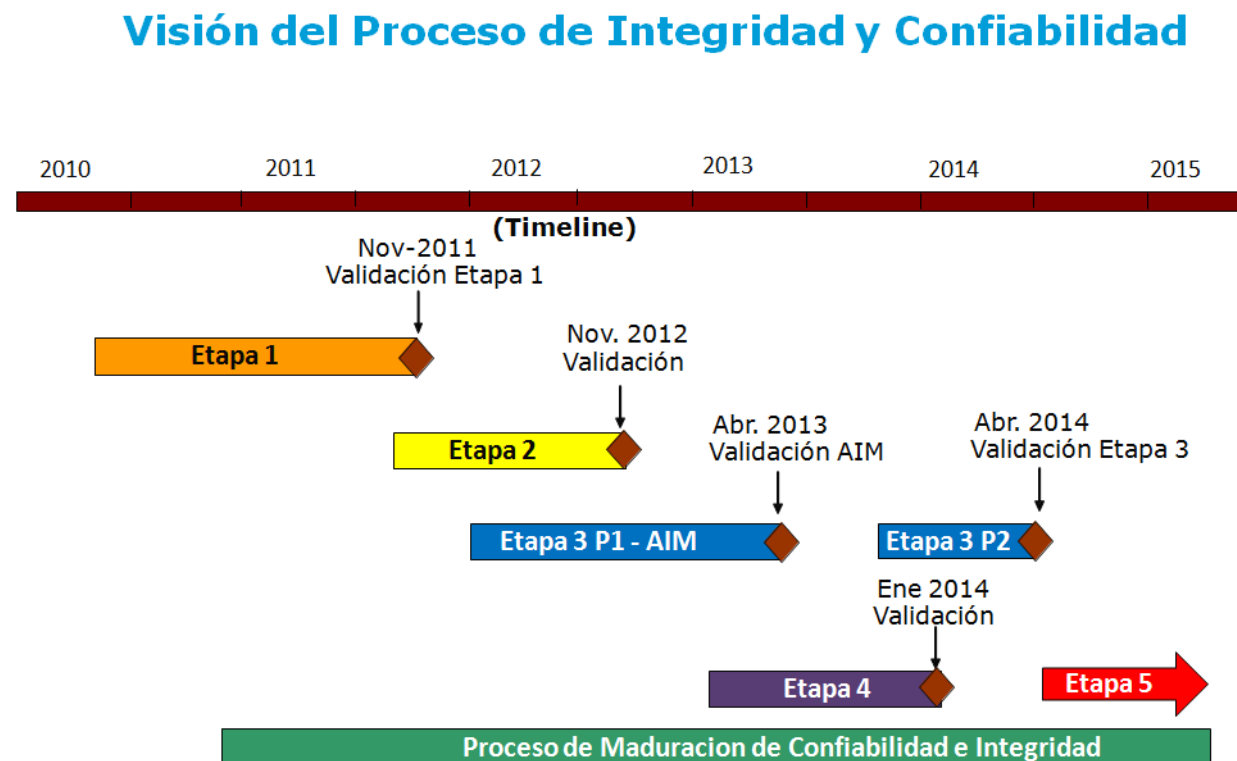 Visión del Proceso de Integridad y Confiabilidad
2010 2011 2012 2013 2014 2015
(Timeline)
Nov-2011
Validación Etapa 1
Etapa 1
Nov. 2012
Validación
Etapa 2
Abr. 2013
Validación AIM
Abr. 2014
Validación Etapa 3
Etapa 3 P1 - AIM
Etapa 3 P2
Ene 2014
Validación
Etapa 4
Etapa 5
Proceso de Maduracion de Confiabilidad e Integridad